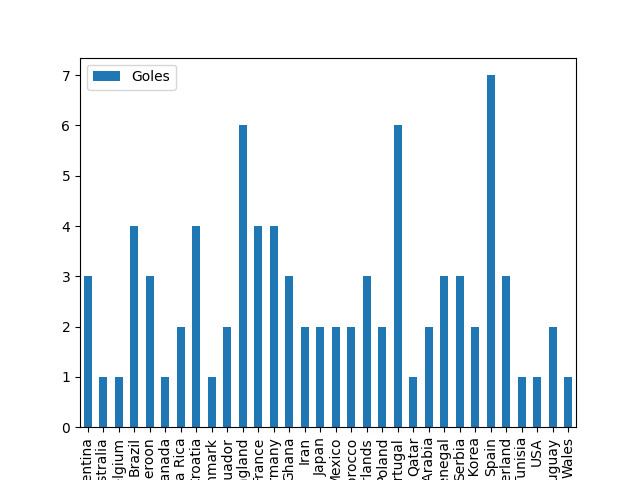 Goles
7
6
5
4
3
2
1
0
entina
stralia
lgium
Brazil
eroon
anada
a Rica
roatia
nmark
uador
ngland
France
rmany
Ghana
Iran
Japan
Mexico
orocco
rlands
Poland
rtugal
Qatar
Arabia
enegal
Serbia
Korea
Spain
erland
unisia
USA
uguay
Wales